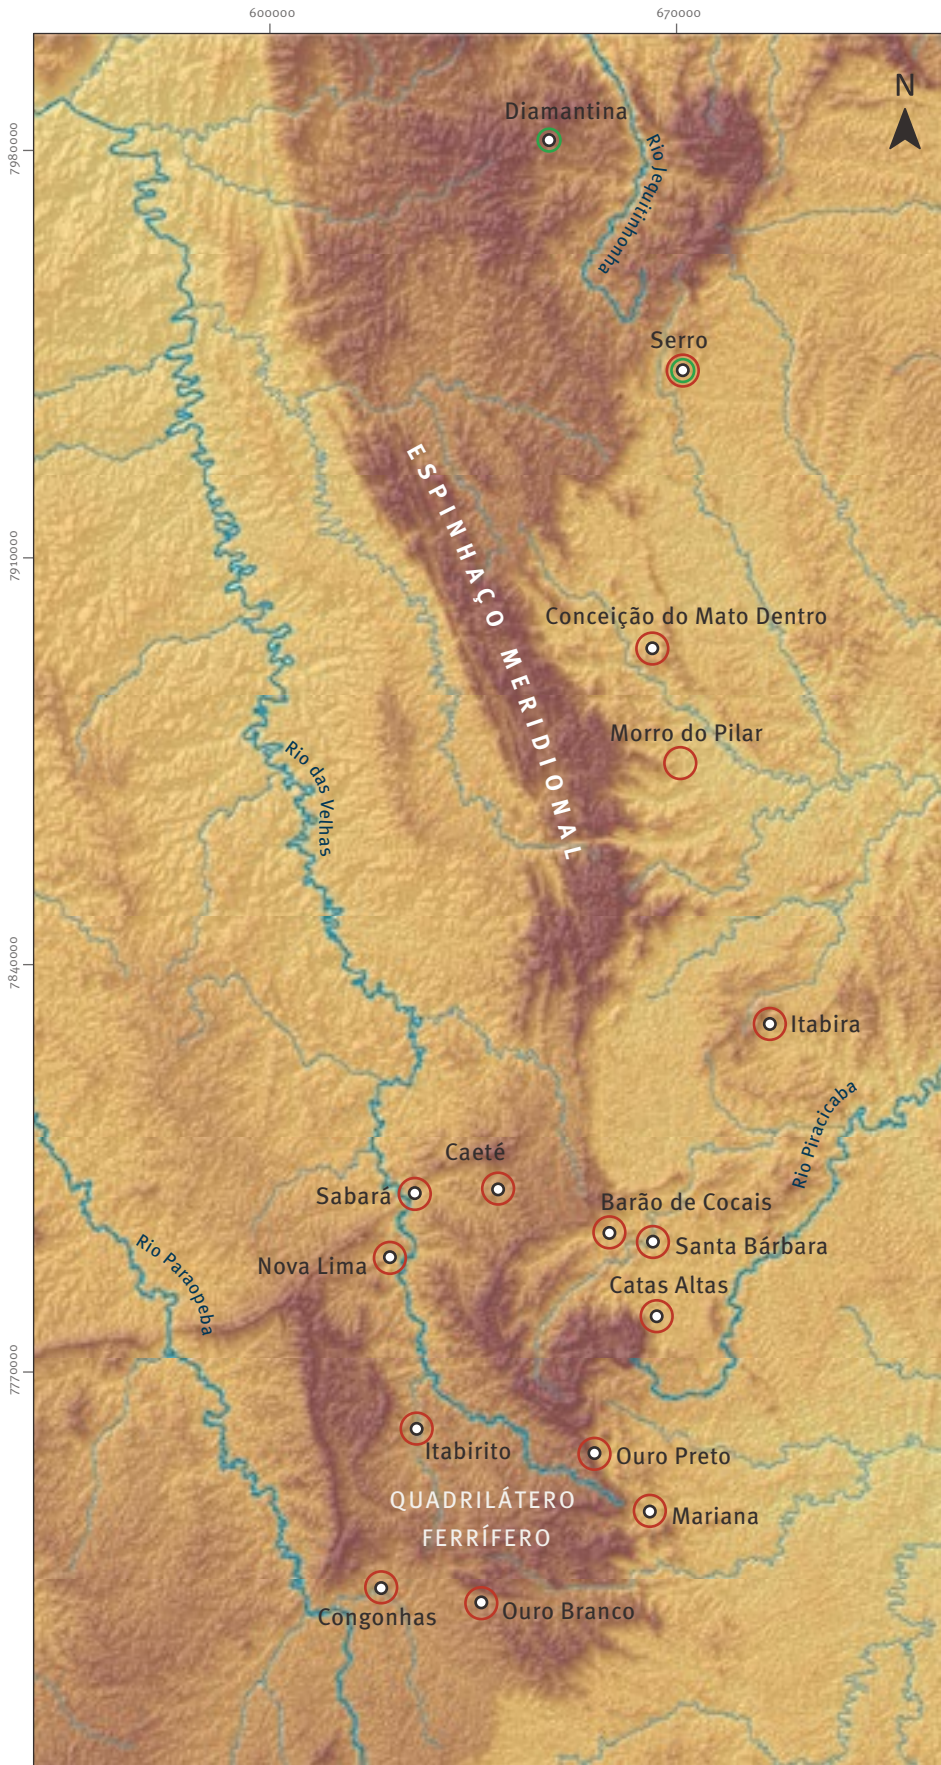 600000
670000
N
Diamantina
7980000
Rio Jequitinhonha
Serro
ESPINHAÇO MERIDIONAL
7910000
Conceição do Mato Dentro
Morro do Pilar
Rio das Velhas
7840000
Itabira
Rio Piracicaba
Caeté
Sabará
Barão de Cocais
Santa Bárbara
Nova Lima
Rio Paraopeba
Catas Altas
7770000
Itabirito
Ouro Preto
QUADRILÁTERO
FERRÍFERO
Mariana
Congonhas
Ouro Branco